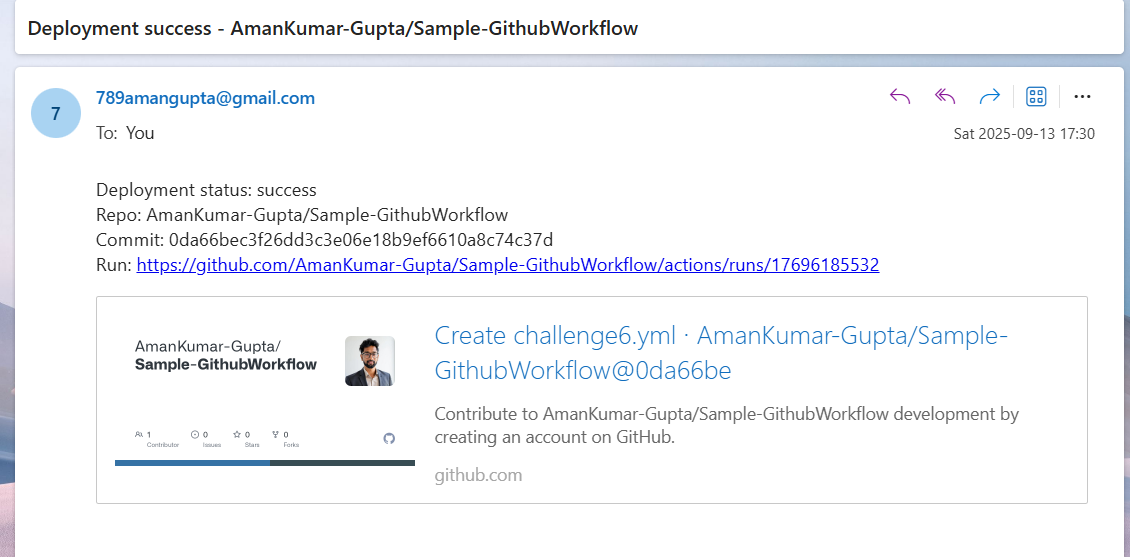 Deployment success - AmanKumar-Gupta/Sample-GithubWorkflow
7
789amangupta@gmail.com
To: You
Sat 2025-09-13 17:30
Deployment status: success
Repo: AmanKumar-Gupta/Sample-GithubWorkflow
Commit: 0da66bec3f26dd3c3e06e18b9ef6610a8c74c37d
Run: https://github.com/AmanKumar-Gupta/Sample-GithubWorkflow/actions/runs/17696185532
AmanKumar-Gupta/
Sample-GithubWorkflow
1 0 0 0
Contributor Issues Stars Forks
Create challenge6.yml · AmanKumar-Gupta/Sample-
GithubWorkflow@0da66be
Contribute to AmanKumar-Gupta/Sample-GithubWorkflow development by
creating an account on GitHub.
github.com